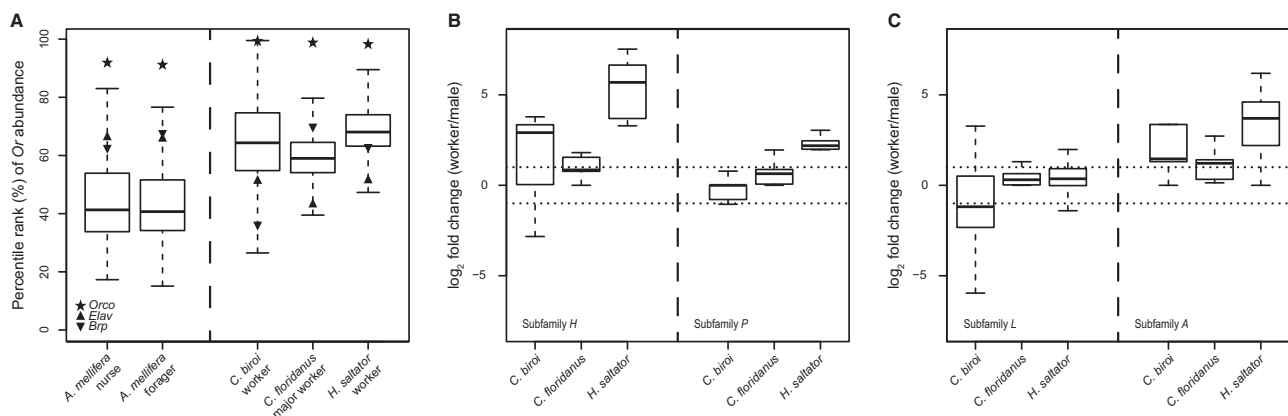 A
Percentile rank (%) of Or abundance
100
80
60
40
20
0
Orco
Elav
Brp
A. mellifera
nurse
A. mellifera
forager
C. biroi
worker
C. floridanus
major worker
H. saltator
worker
B
log2 fold change (worker/male)
5
0
−5
Subfamily H
Subfamily P
C. biroi
C. floridanus
H. saltator
C. biroi
C. floridanus
H. saltator
C
log2 fold change (worker/male)
5
0
−5
Subfamily L
Subfamily A
C. biroi
C. floridanus
H. saltator
C. biroi
C. floridanus
H. saltator